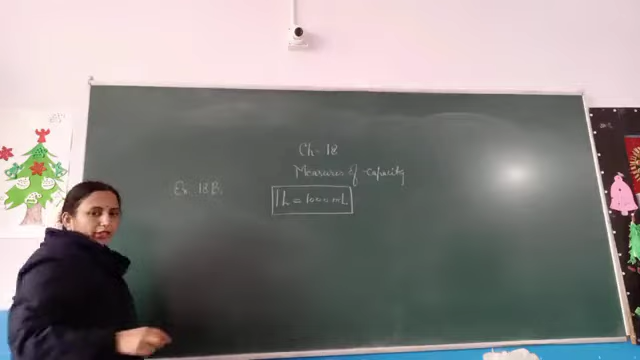 Ch- 18
Measures of capacity
Ex. 18B.
1L = 1000 mL